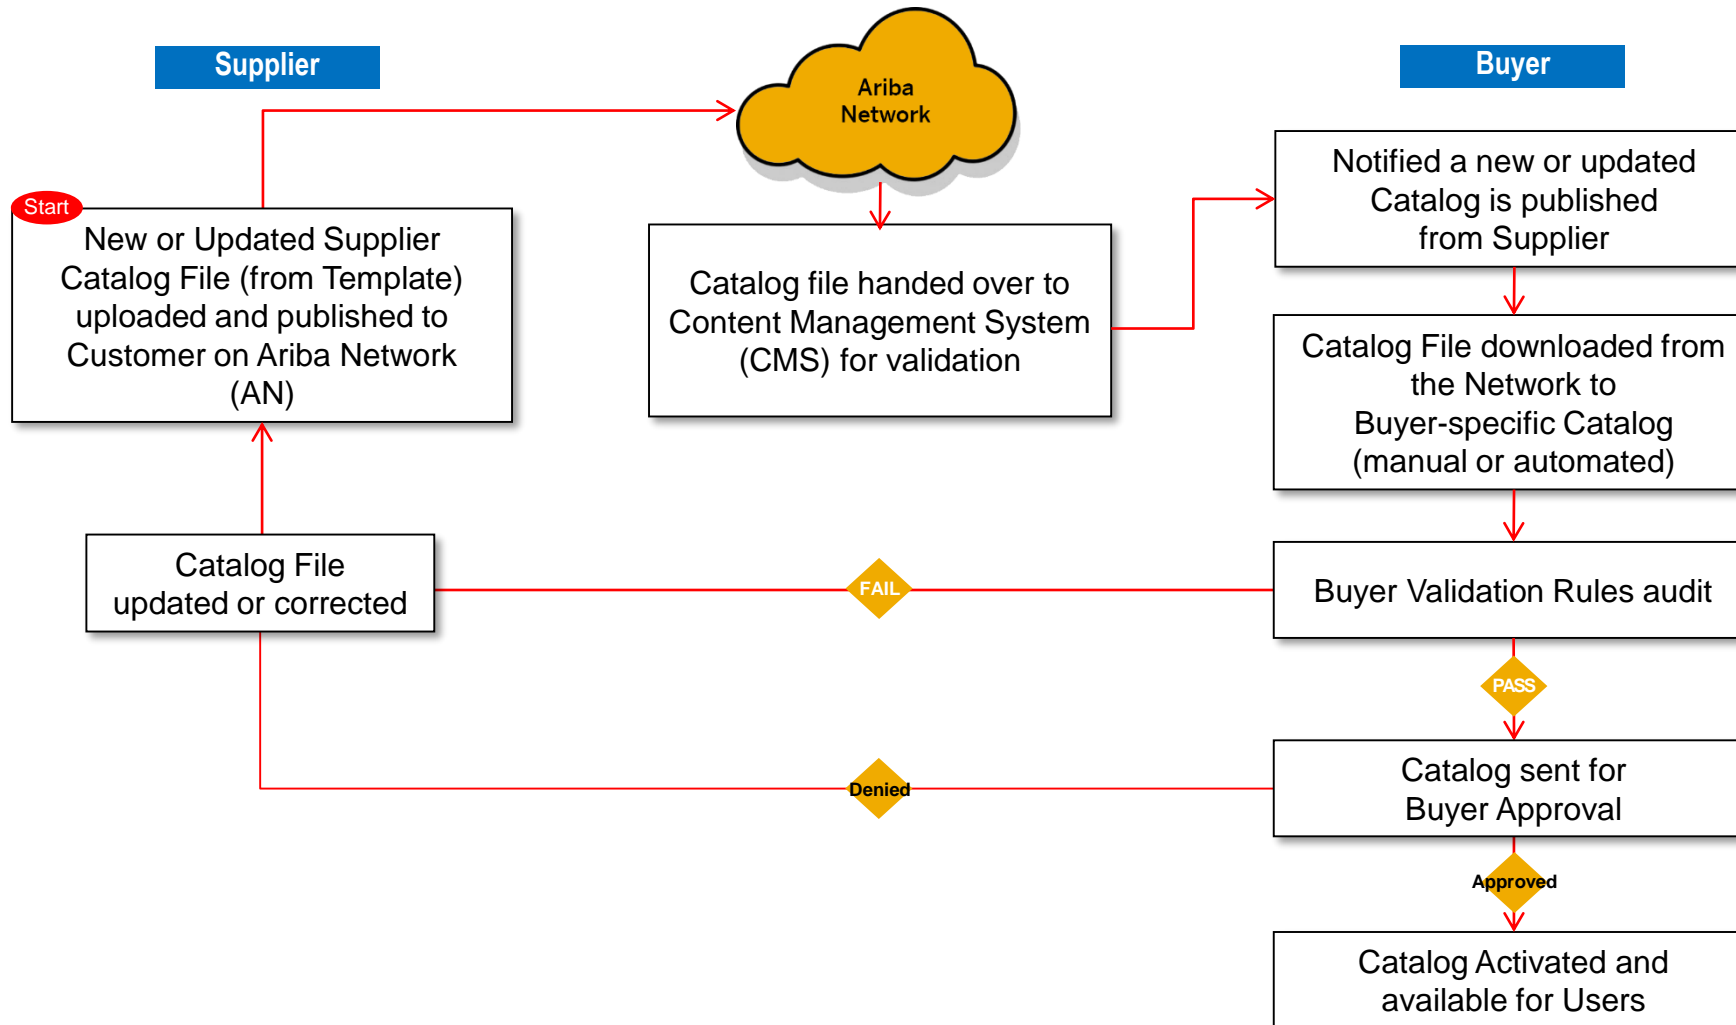 Supplier
Ariba
Network
Buyer
Start
New or Updated Supplier
Catalog File (from Template)
uploaded and published to
Customer on Ariba Network
(AN)
Catalog file handed over to
Content Management System
(CMS) for validation
Notified a new or updated
Catalog is published
from Supplier
Catalog File downloaded from
the Network to
Buyer-specific Catalog
(manual or automated)
Catalog File
updated or corrected
FAIL
Buyer Validation Rules audit
PASS
Denied
Catalog sent for
Buyer Approval
Approved
Catalog Activated and
available for Users